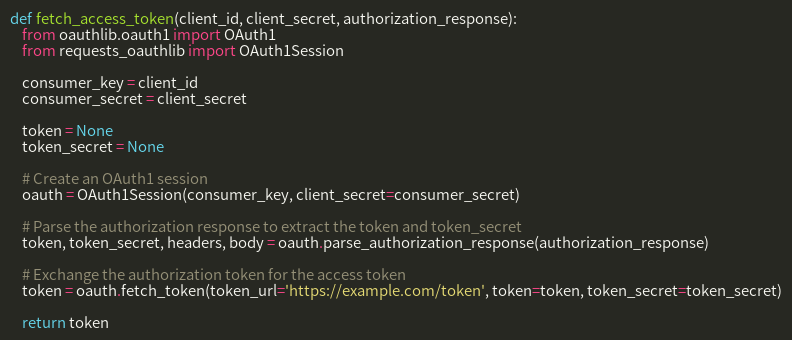 def fetch_access_token(client_id, client_secret, authorization_response):
from oauthlib.oauth1 import OAuth1
from requests_oauthlib import OAuth1Session
consumer_key = client_id
consumer_secret = client_secret
token = None
token_secret = None
# Create an OAuth1 session
oauth = OAuth1Session(consumer_key, client_secret=consumer_secret)
# Parse the authorization response to extract the token and token_secret
token, token_secret, headers, body = oauth.parse_authorization_response(authorization_response)
# Exchange the authorization token for the access token
token = oauth.fetch_token(token_url='https://example.com/token', token=token, token_secret=token_secret)
return token